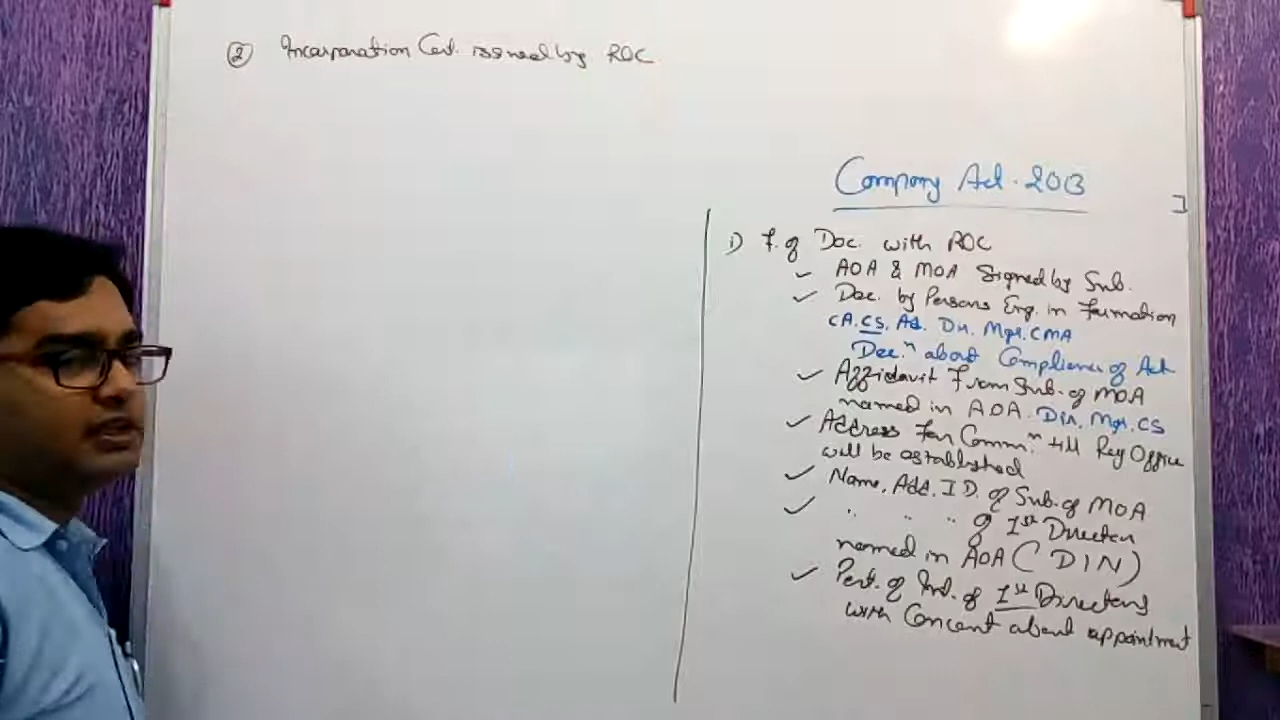 ② Incorporation Cert. issued by ROC
Company Act. 2013
1) F. of Doc. with ROC
✓ AOA & MOA Signed by Sub.
✓ Doc. by Persons Eng. in Formation
CA. CS. Ad. Dir. Mgr. CMA
Dec.ⁿ about Compliance of Act
✓ Affidavit From Sub. of MOA
named in AOA. Dir. Mgr. CS
✓ Address for Comm.ⁿ till Reg Office
will be established
✓ Name, Add. ID. of Sub. of MOA
✓ " " " of 1st Director
named in AOA (DIN)
✓ Part. of Int. of 1st Directors
with Concent about appointment